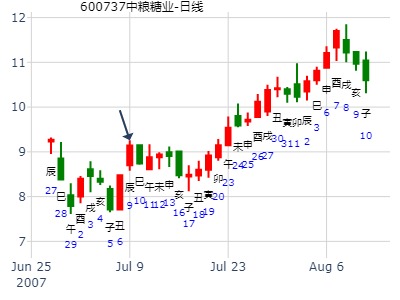 600737中粮糖业-日线
12
11
10
9
8
7
辰
27
巳
28
午
29
酉
2
戌
3
亥
4
子
5
丑
6
辰
9
巳
10
午
11
未
12
申
13
亥
16
子
17
丑
18
寅
19
卯
20
午
23
未
24
申
25
酉
26
戌
27
丑
30
寅
31
卯
1
辰
2
巳
3
申
6
酉
7
戌
8
亥
9
子
10
Jun 25 Jul 9 Jul 23 Aug 6
2007